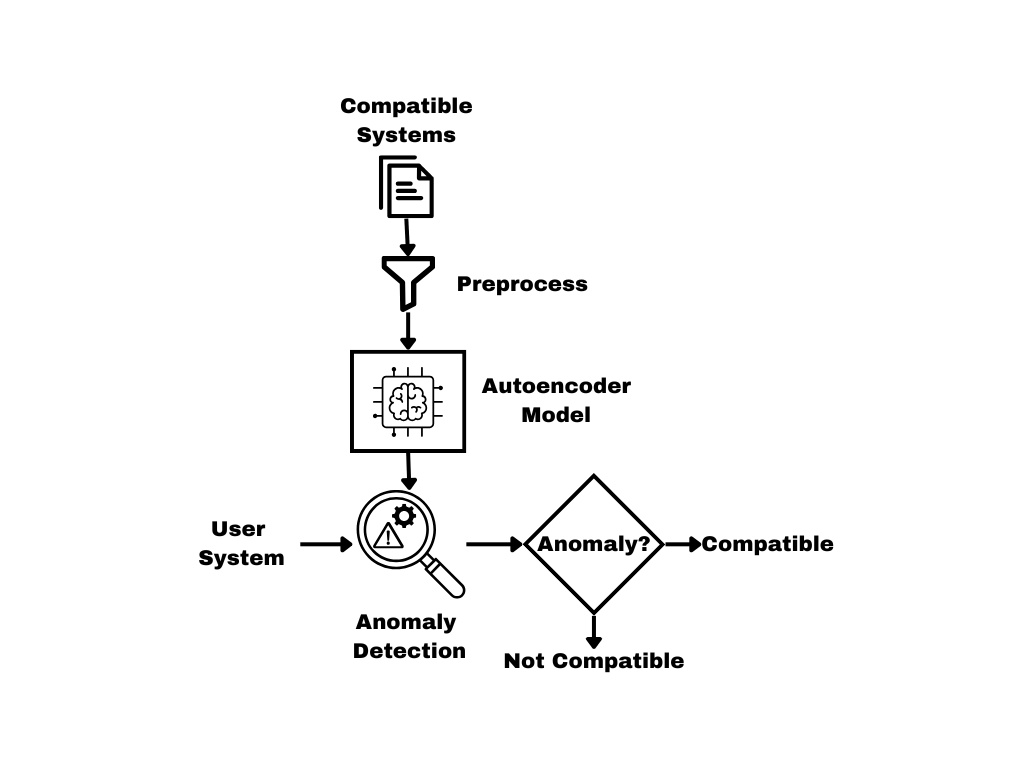 Compatible
Systems
Preprocess
Autoencoder
Model
User
System
Anomaly?
Compatible
Anomaly
Detection
Not Compatible